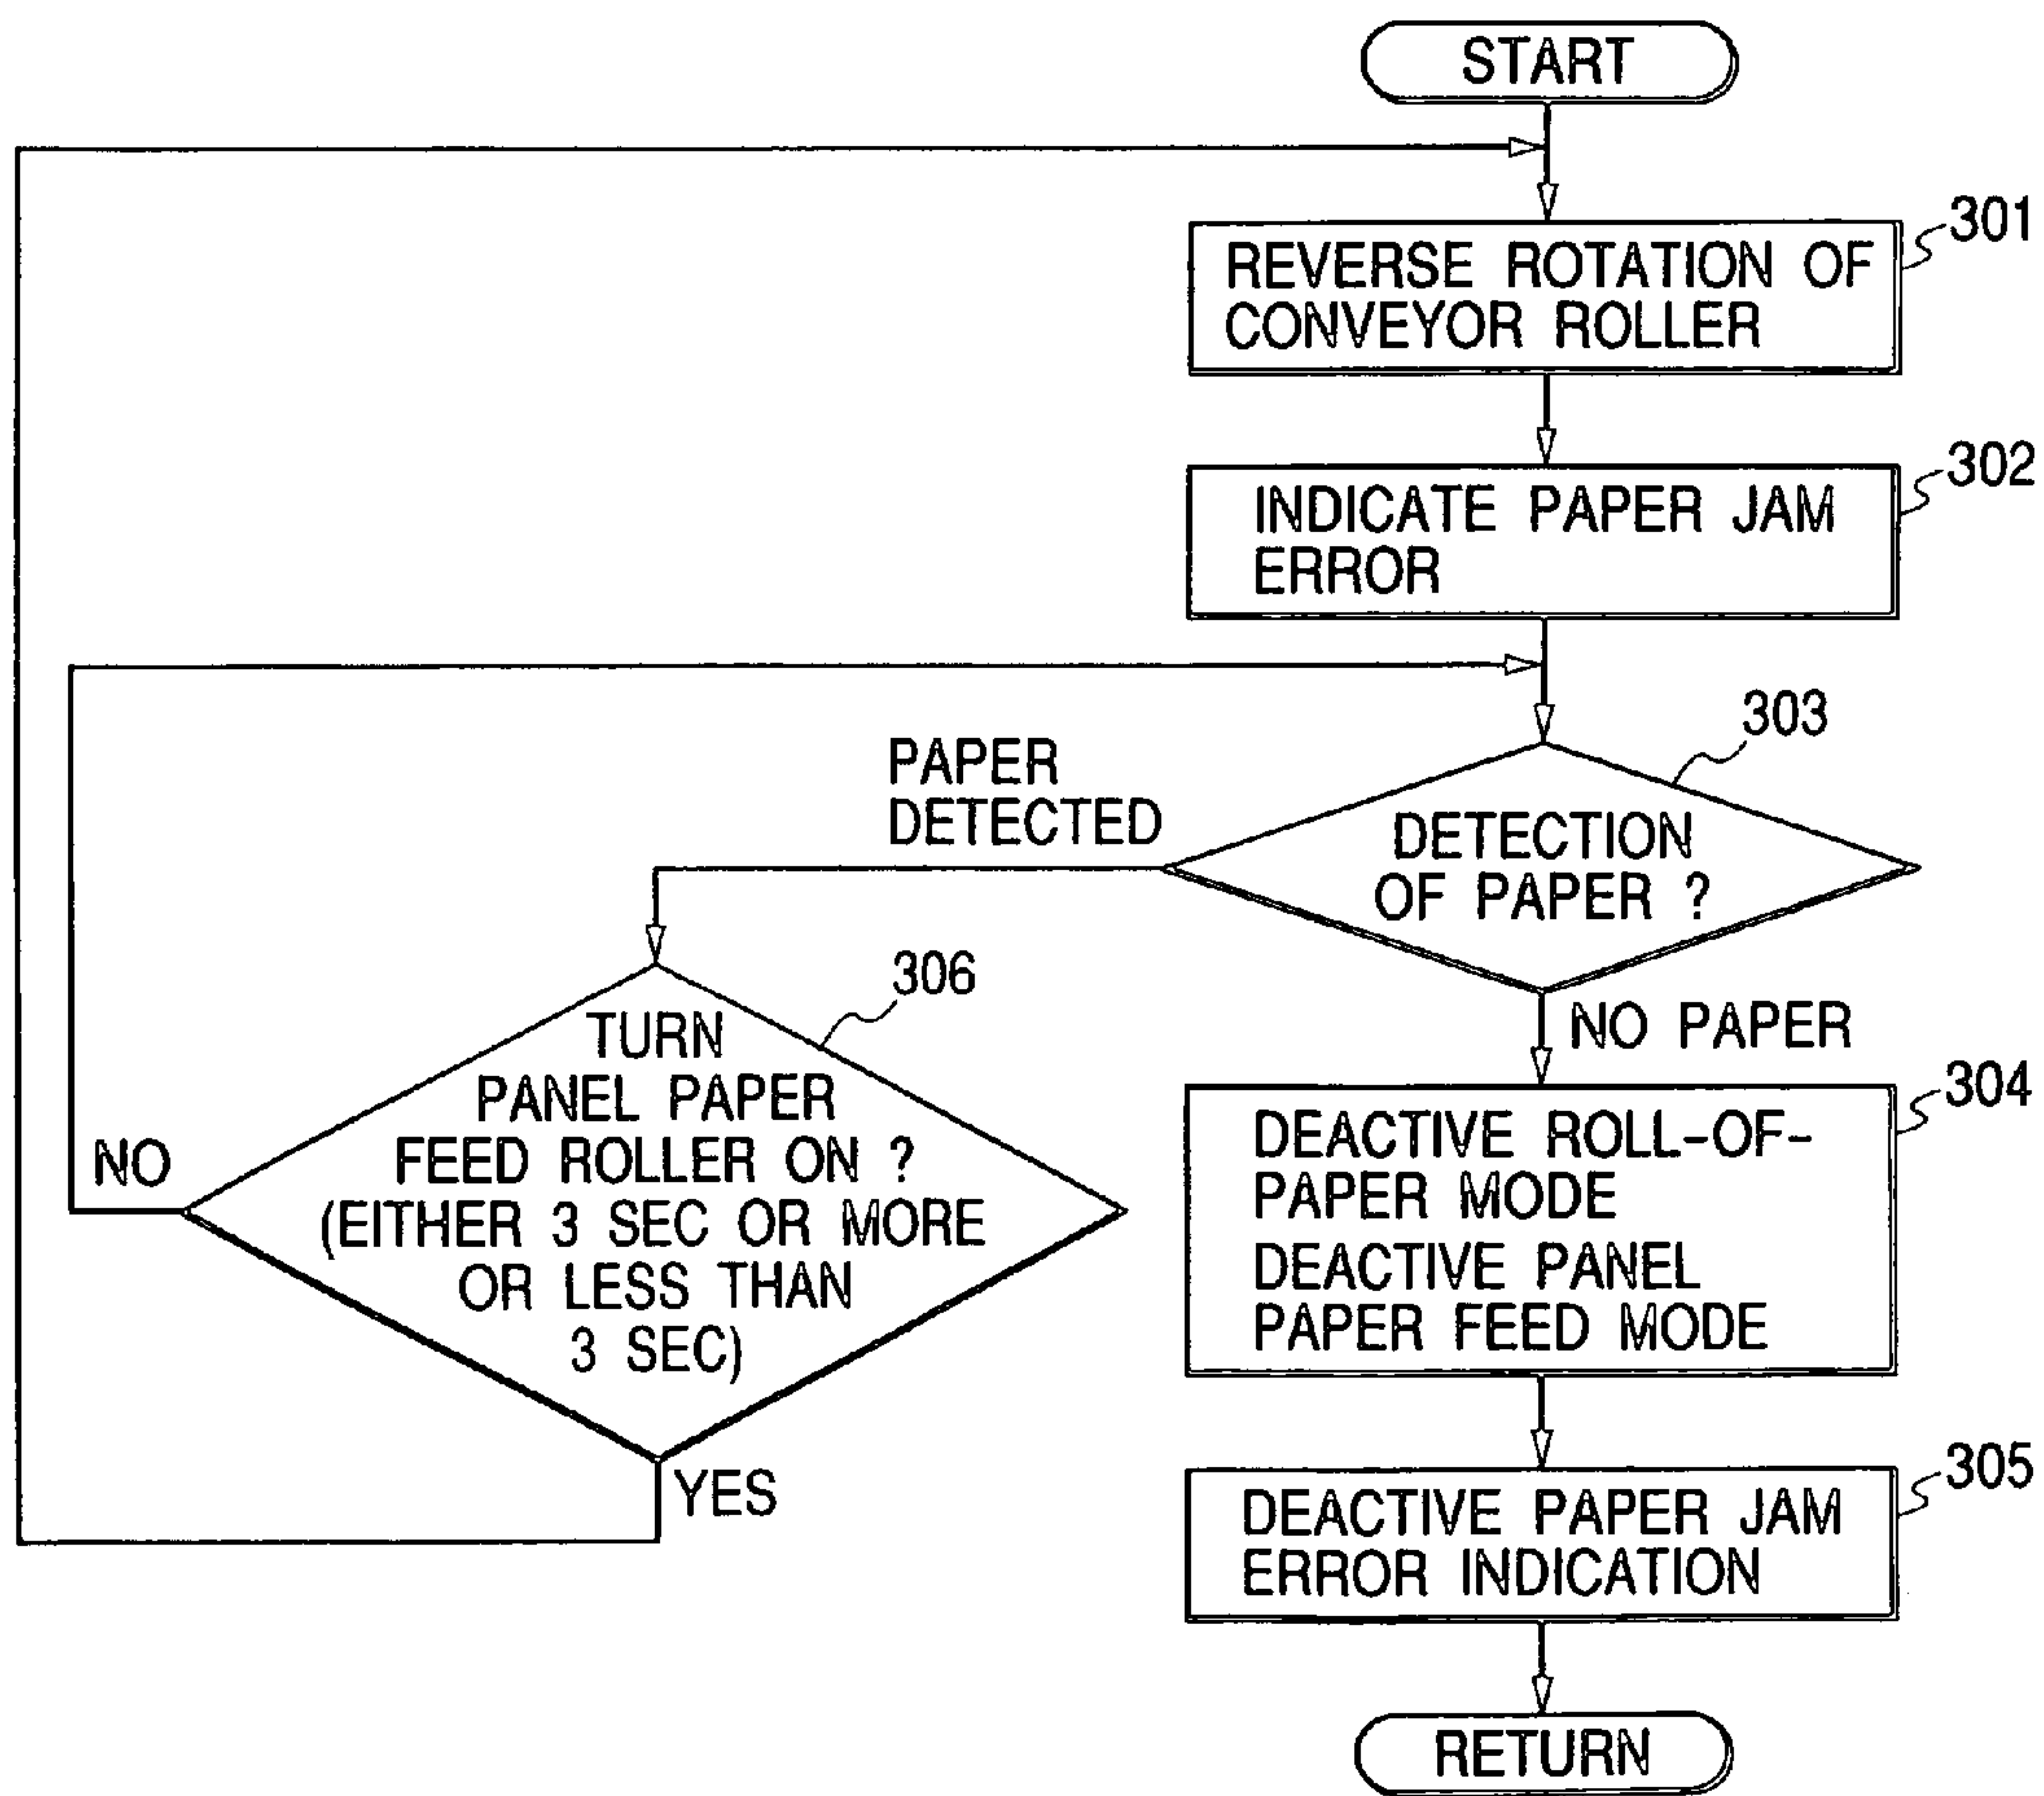 START
301
REVERSE ROTATION OF
CONVEYOR ROLLER
302
INDICATE PAPER JAM
ERROR
303
PAPER
DETECTED
DETECTION
OF PAPER ?
306
NO PAPER
TURN
PANEL PAPER
FEED ROLLER ON ?
(EITHER 3 SEC OR MORE
OR LESS THAN
3 SEC)
NO
YES
304
DEACTIVE ROLL-OF-
PAPER MODE
DEACTIVE PANEL
PAPER FEED MODE
305
DEACTIVE PAPER JAM
ERROR INDICATION
RETURN